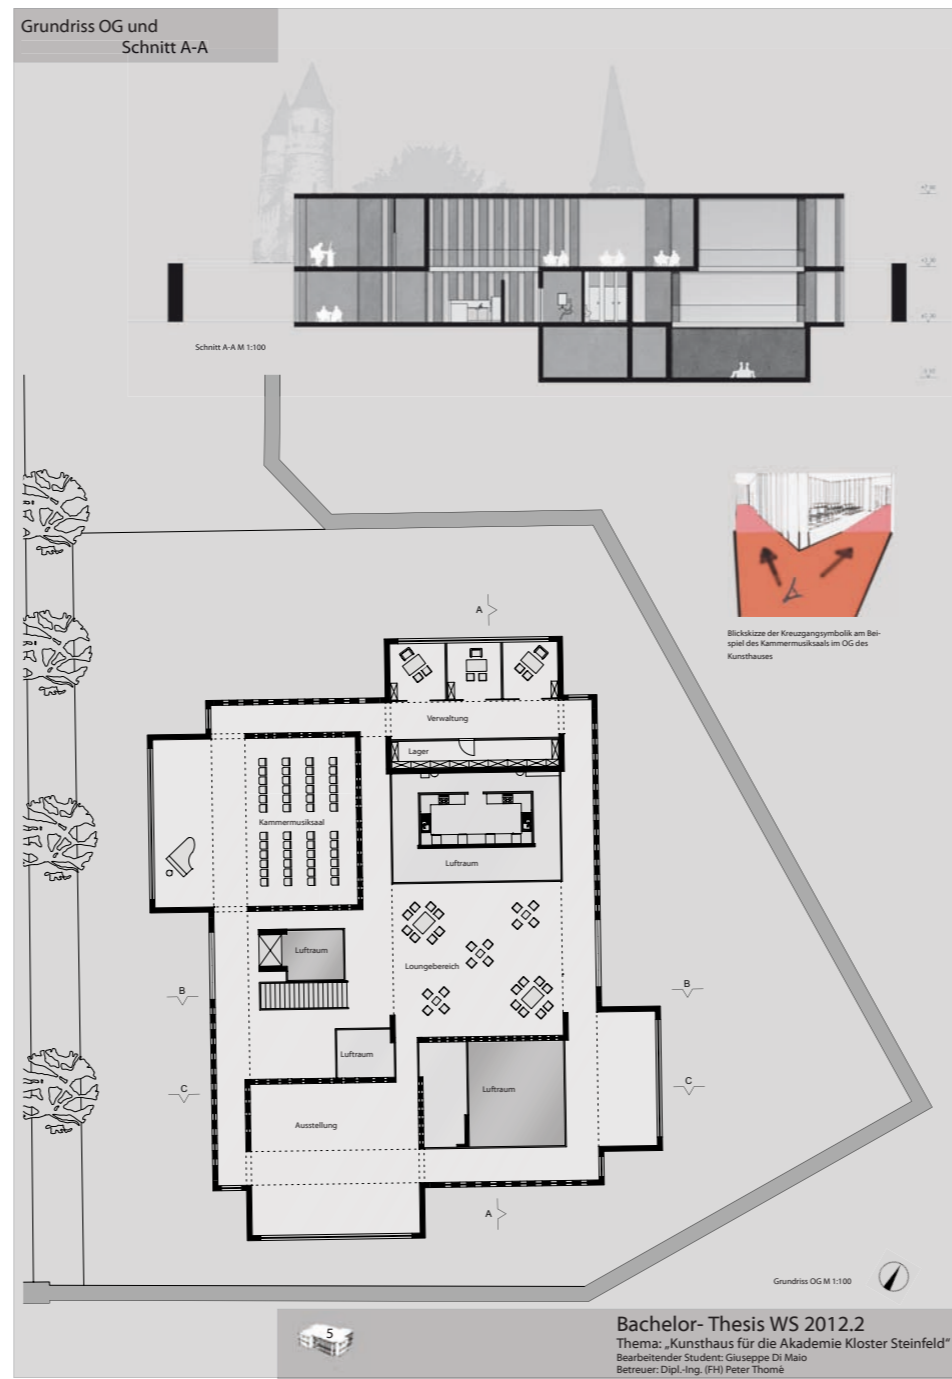 Grundriss OG und
Schnitt A-A
Schnitt A-A M 1:100
Blickskizze der Kreuzgangsymbolik am Bei-
spiel des Kammermusiksaals im OG des
Kunsthauses
A
Verwaltung
Lager
Kammermusiksaal
Luftraum
Luftraum
Loungebereich
B
B
Luftraum
Luftraum
C
C
Ausstellung
A
Grundriss OG M 1:100
5
Bachelor- Thesis WS 2012.2
Thema: „Kunsthaus für die Akademie Kloster Steinfeld“
Bearbeitender Student: Giuseppe Di Maio
Betreuer: Dipl.-Ing. (FH) Peter Thomè